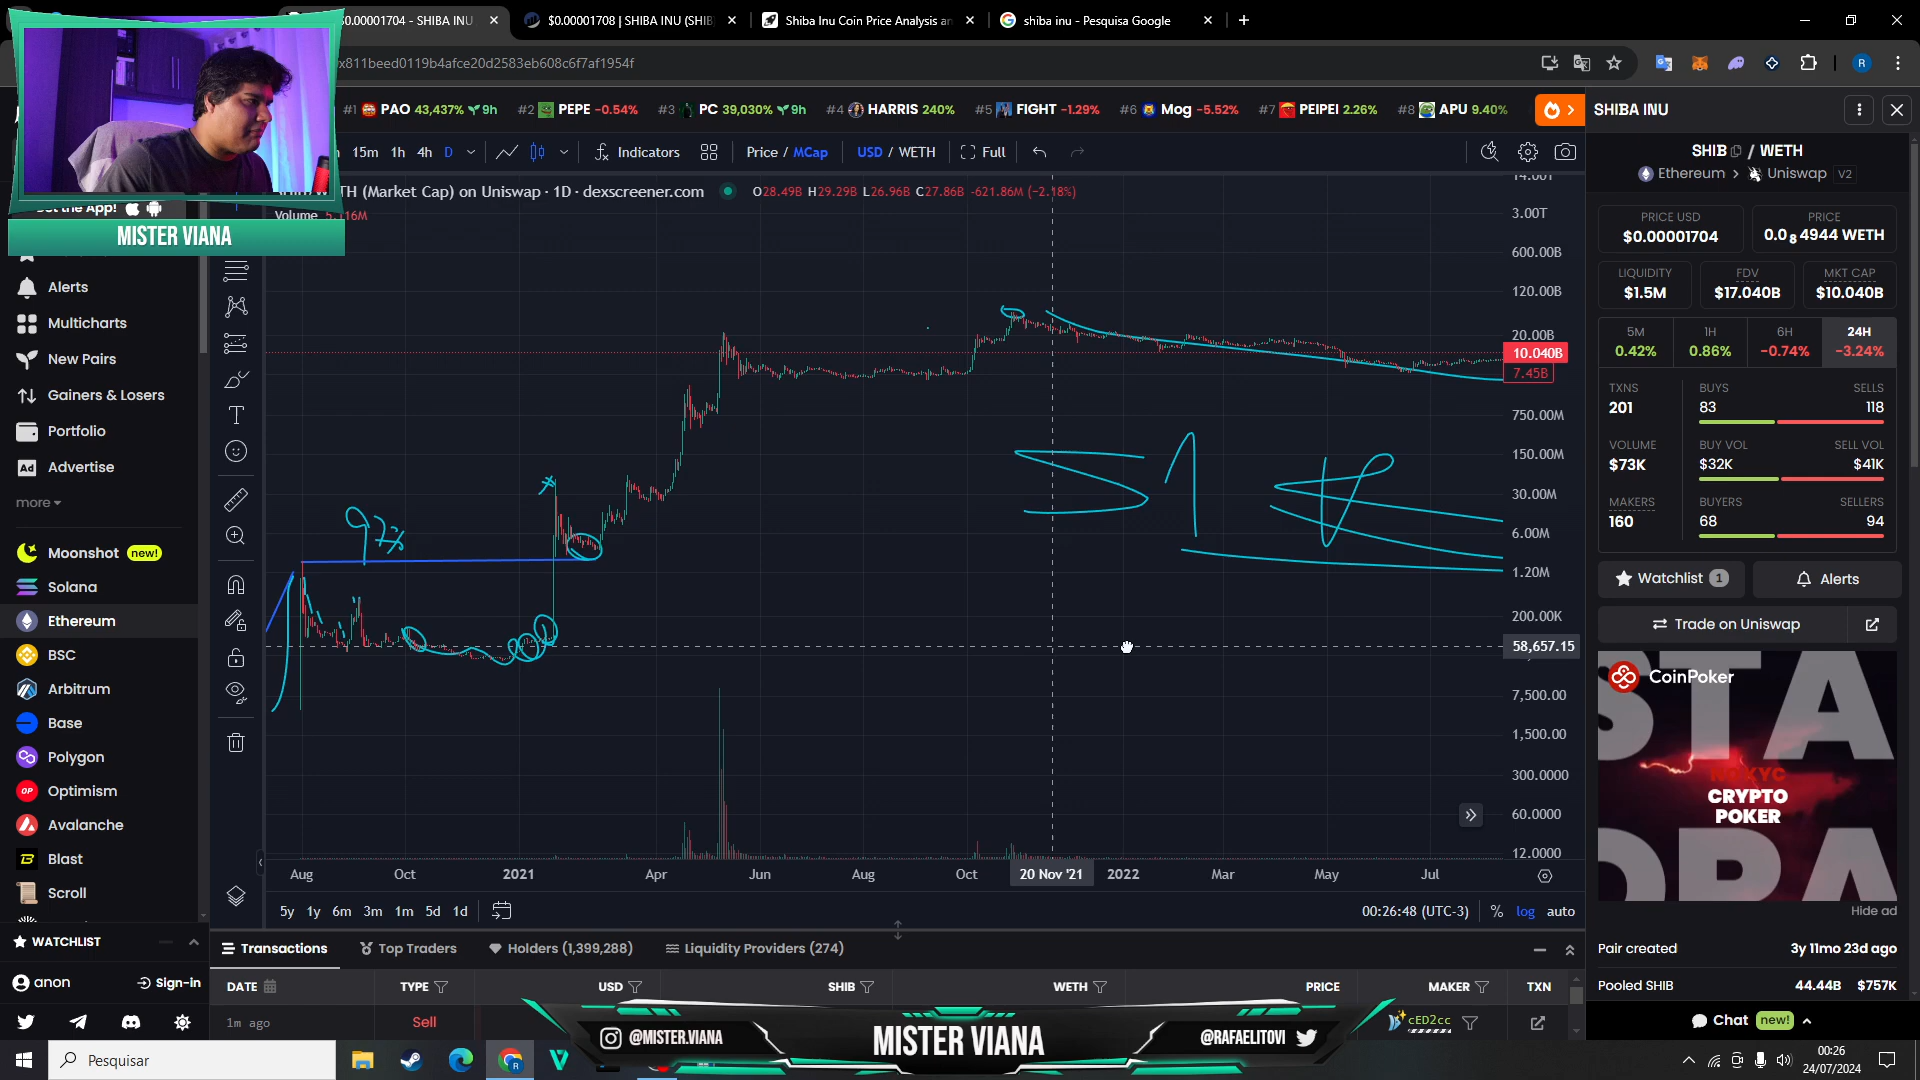 $0.00001704 - SHIBA INU
$0.00001708 | SHIBA INU (SHIB
Shiba Inu Coin Price Analysis an
shiba inu - Pesquisa Google
x811beed0119b4afce20d2583eb608c6f7af1954f
R
#1 PAO 43,437% 9h #2 PEPE -0.54% #3 PC 39,030% 9h #4 HARRIS 240% #5 FIGHT -1.29% #6 Mog -5.52% #7 PEIPEI 2.26% #8 APU 9.40%
SHIBA INU
15m 1h 4h D Indicators Price / MCap USD / WETH Full
TH (Market Cap) on Uniswap · 1D · dexscreener.com O28.49B H29.29B L26.96B C27.86B -621.86M (-2.18%)
Volume 5.116M
Get the App!
MISTER VIANA
Alerts
Multicharts
New Pairs
Gainers & Losers
Portfolio
Advertise
more
Moonshot new!
Solana
Ethereum
BSC
Arbitrum
Base
Polygon
Optimism
Avalanche
Blast
Scroll
WATCHLIST
anon Sign-in
97x
3.00T
600.00B
120.00B
20.00B
10.040B
7.45B
750.00M
150.00M
30.00M
6.00M
1.20M
200.00K
58,657.15
7,500.00
1,500.00
300.0000
60.0000
12.0000
Aug Oct 2021 Apr Jun Aug Oct 20 Nov '21 2022 Mar May Jul
5y 1y 6m 3m 1m 5d 1d 00:26:48 (UTC-3) % log auto
Transactions Top Traders Holders (1,399,288) Liquidity Providers (274)
DATE TYPE USD SHIB WETH PRICE MAKER TXN
1m ago Sell cED2cc
SHIB / WETH
Ethereum > Uniswap V2
PRICE USD
$0.00001704
PRICE
0.0₈4944 WETH
LIQUIDITY
$1.5M
FDV
$17.040B
MKT CAP
$10.040B
5M 1H 6H 24H
0.42% 0.86% -0.74% -3.24%
TXNS
201
BUYS SELLS
83 118
VOLUME
$73K
BUY VOL SELL VOL
$32K $41K
MAKERS
160
BUYERS SELLERS
68 94
Watchlist 1 Alerts
Trade on Uniswap
CoinPoker
NO KYC
CRYPTO
POKER
Hide ad
Pair created 3y 11mo 23d ago
Pooled SHIB 44.44B $757K
Chat new!
@MISTER.VIANA
MISTER VIANA
@RAFAELITOVI
Pesquisar
00:26
24/07/2024